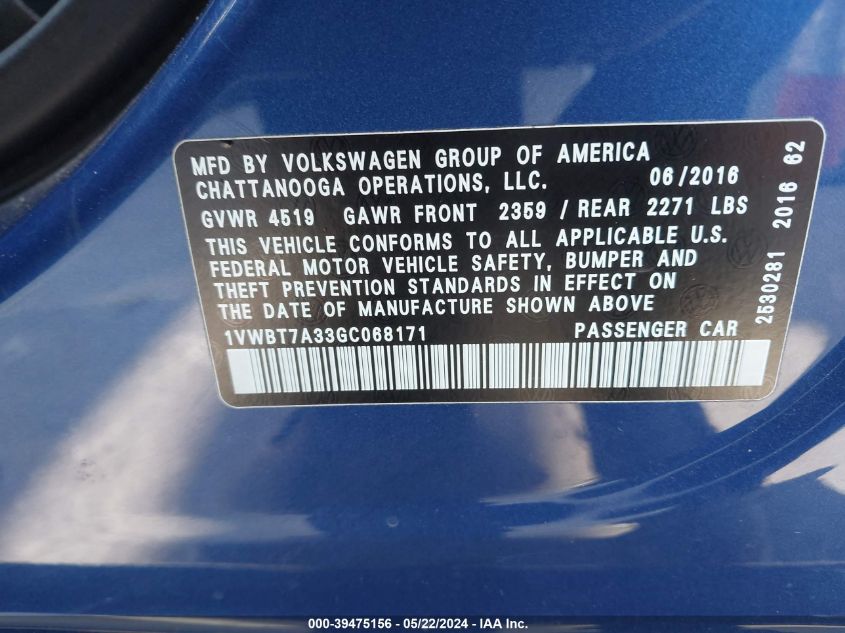 MFD BY VOLKSWAGEN GROUP OF AMERICA
CHATTANOOGA OPERATIONS, LLC. 06/2016
GVWR 4519 GAWR FRONT 2359 / REAR 2271 LBS
THIS VEHICLE CONFORMS TO ALL APPLICABLE U.S.
FEDERAL MOTOR VEHICLE SAFETY, BUMPER AND
THEFT PREVENTION STANDARDS IN EFFECT ON
THE DATE OF MANUFACTURE SHOWN ABOVE
1VWBT7A33GC068171 PASSENGER CAR
2530281 2016 62
000-39475156 - 05/22/2024 - IAA Inc.